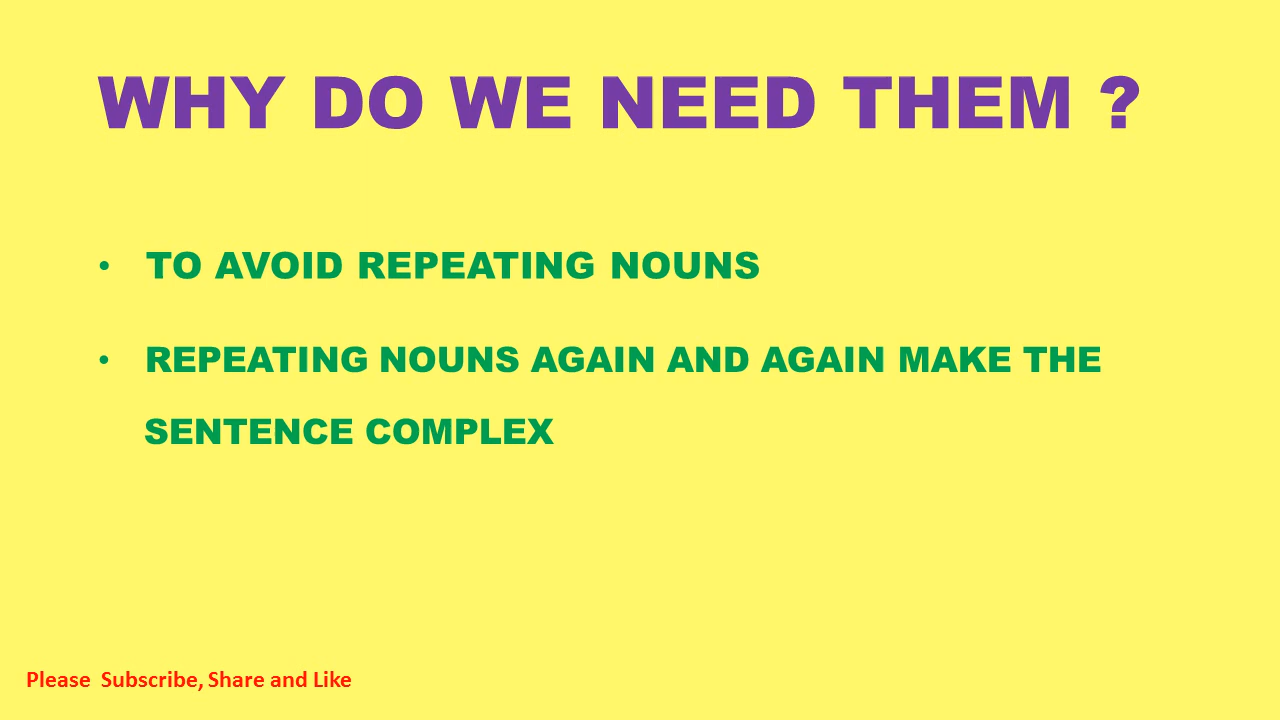 WHY DO WE NEED THEM ?
• TO AVOID REPEATING NOUNS
• REPEATING NOUNS AGAIN AND AGAIN MAKE THE
SENTENCE COMPLEX
Please Subscribe, Share and Like